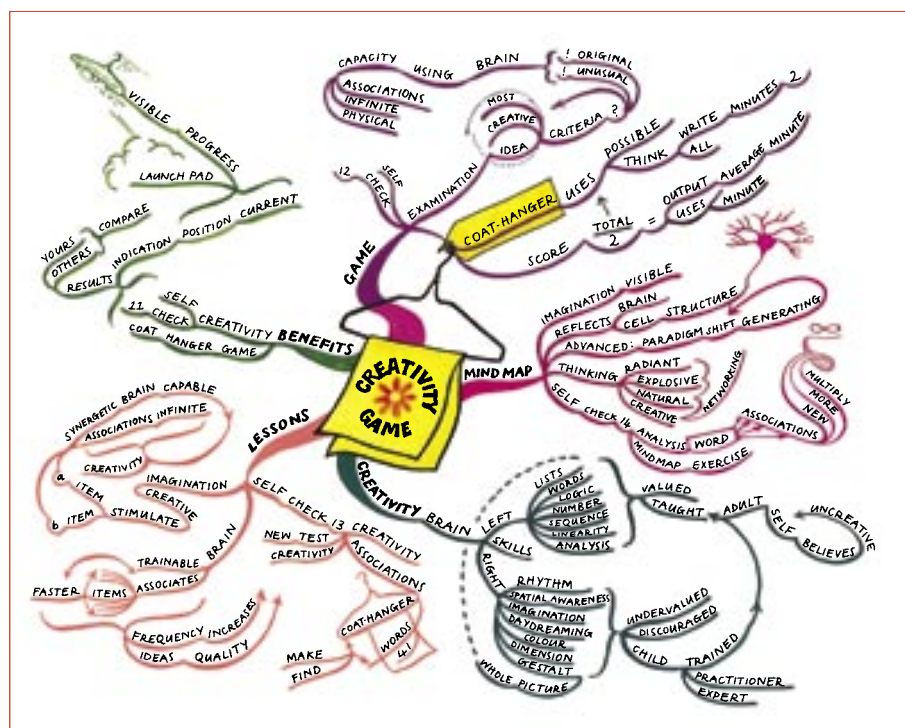 CREATIVITY
GAME
GAME
SELF
CHECK
12
EXAMINATION
MOST
CREATIVE
IDEA
CRITERIA ?
! ORIGINAL
! UNUSUAL
CAPACITY USING BRAIN
ASSOCIATIONS
INFINITE
PHYSICAL
COAT-HANGER USES
POSSIBLE
THINK
WRITE MINUTES 2
ALL
SCORE TOTAL = OUTPUT AVERAGE MINUTE
2
USES MINUTE
MIND MAP
IMAGINATION VISIBLE
REFLECTS BRAIN
CELL STRUCTURE
ADVANCED: PARADIGM SHIFT GENERATING
THINKING RADIANT
EXPLOSIVE
NATURAL
CREATIVE
NETWORKING
SELF CHECK 14 ANALYSIS WORD ASSOCIATIONS
MINDMAP EXERCISE
MULTIPLY
MORE
NEW
CREATIVITY BRAIN
LEFT
SKILLS
LISTS
WORDS
LOGIC
NUMBER
SEQUENCE
LINEARITY
ANALYSIS
VALUED
TAUGHT
ADULT
SELF
BELIEVES
UNCREATIVE
RIGHT
RHYTHM
SPATIAL AWARENESS
IMAGINATION
DAYDREAMING
COLOUR
DIMENSION
GESTALT
WHOLE PICTURE
UNDERVALUED
DISCOURAGED
CHILD TRAINED
PRACTITIONER
EXPERT
LESSONS
SELF CHECK 13 CREATIVITY
NEW TEST
CREATIVITY
ASSOCIATIONS
COAT-HANGER
WORDS
41
MAKE
FIND
BRAIN
TRAINABLE
ASSOCIATES
ITEMS
FASTER
FREQUENCY INCREASES
IDEAS QUALITY
IMAGINATION
CREATIVE
STIMULATE
a ITEM
b ITEM
CREATIVITY
ASSOCIATIONS INFINITE
SYNERGETIC BRAIN CAPABLE
BENEFITS
CREATIVITY
SELF
11 CHECK
COAT HANGER GAME
RESULTS INDICATION POSITION CURRENT
YOURS
OTHERS
COMPARE
LAUNCH PAD
VISIBLE PROGRESS